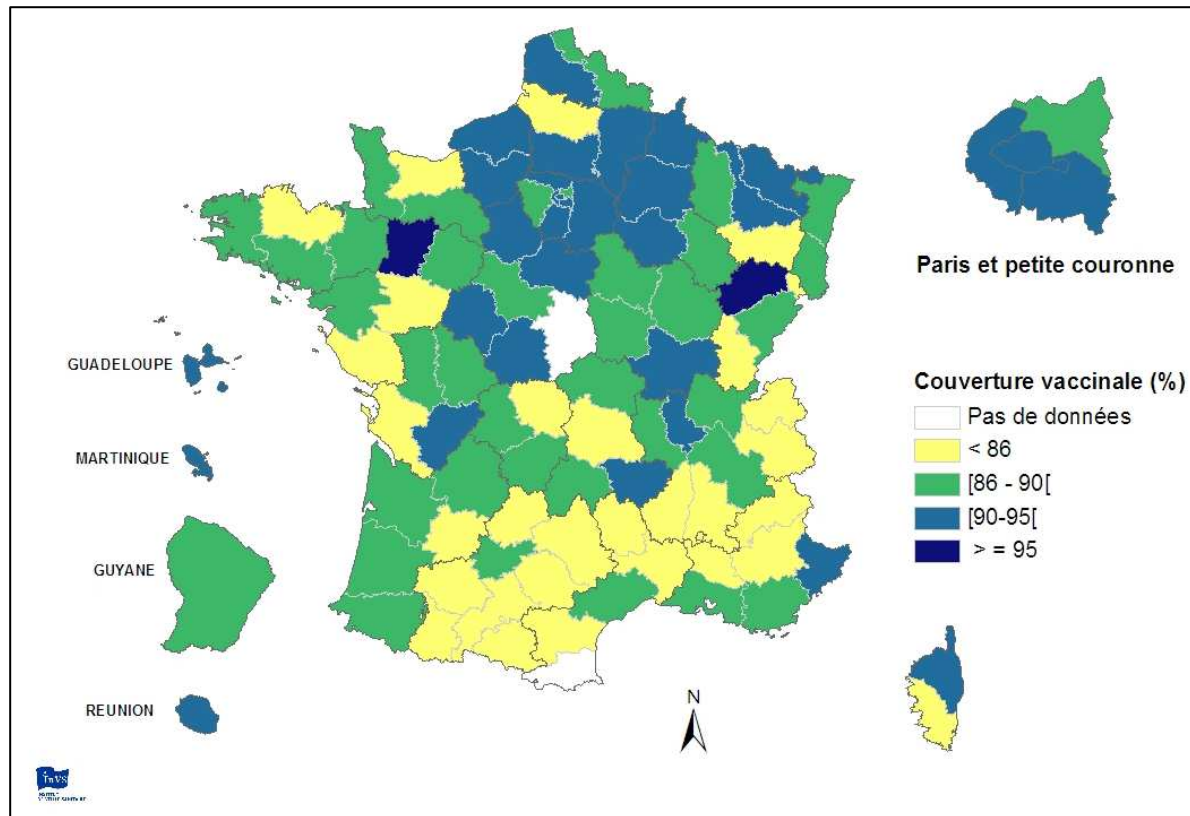 Paris et petite couronne
GUADELOUPE
MARTINIQUE
GUYANE
REUNION
Couverture vaccinale (%)
Pas de données
< 86
[86 - 90[
[90-95[
> = 95
N
InVS